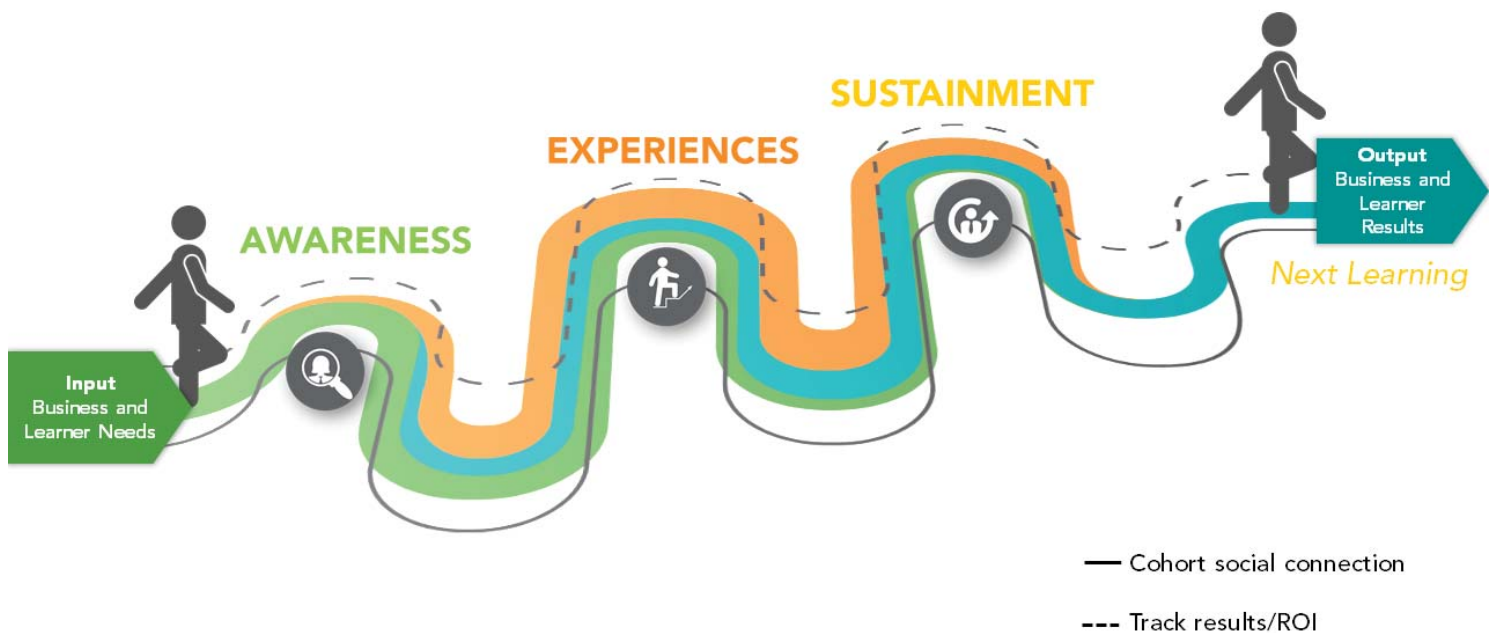 SUSTAINMENT
EXPERIENCES
AWARENESS
Output
Business and
Learner
Results
Next Learning
Input
Business and
Learner Needs
Cohort social connection
Track results/ROI